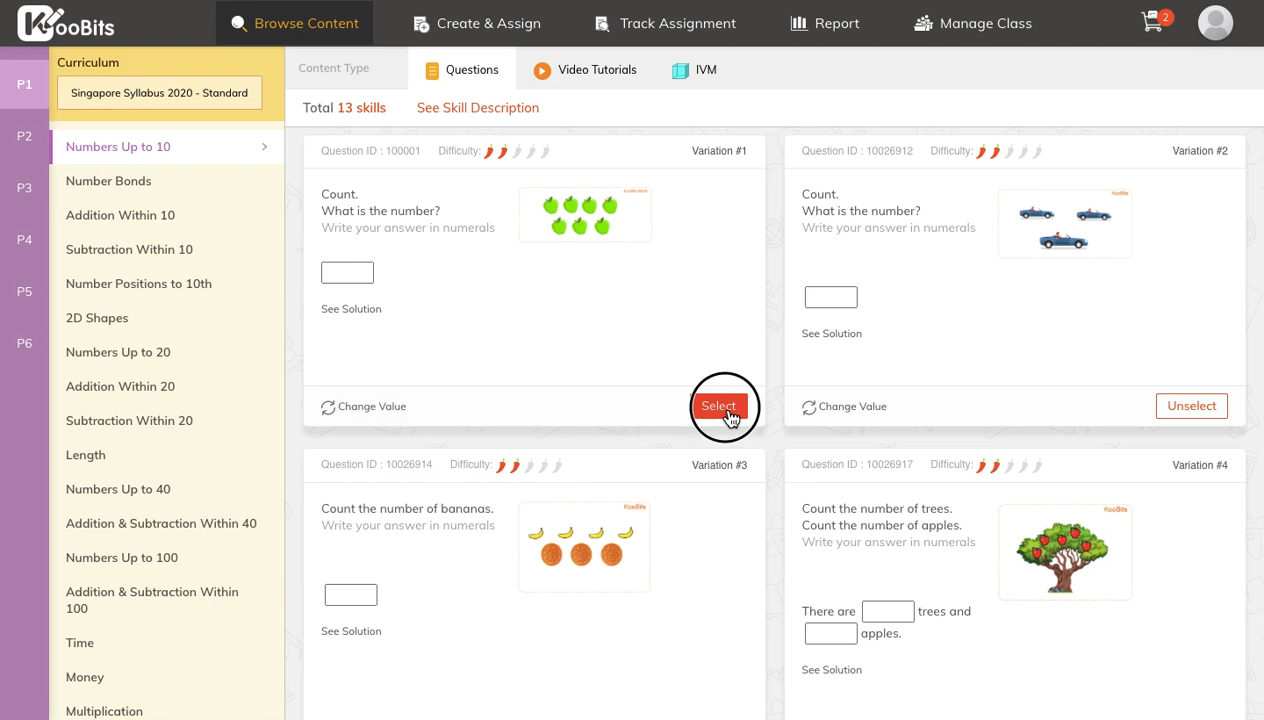 KooBits
Browse Content
Create & Assign
Track Assignment
Report
Manage Class
2
P1
P2
P3
P4
P5
P6
Curriculum
Singapore Syllabus 2020 - Standard
Numbers Up to 10
Number Bonds
Addition Within 10
Subtraction Within 10
Number Positions to 10th
2D Shapes
Numbers Up to 20
Addition Within 20
Subtraction Within 20
Length
Numbers Up to 40
Addition & Subtraction Within 40
Numbers Up to 100
Addition & Subtraction Within
100
Time
Money
Multiplication
Content Type
Questions
Video Tutorials
IVM
Total 13 skills
See Skill Description
Question ID : 100001
Difficulty:
Variation #1
Count.
What is the number?
Write your answer in numerals
See Solution
Change Value
Select
Question ID : 10026912
Difficulty:
Variation #2
Count.
What is the number?
Write your answer in numerals
KooBits
See Solution
Change Value
Unselect
Question ID : 10026914
Difficulty:
Variation #3
Count the number of bananas.
Write your answer in numerals
KooBits
See Solution
Question ID : 10026917
Difficulty:
Variation #4
Count the number of trees.
Count the number of apples.
Write your answer in numerals
KooBits
There are trees and
apples.
See Solution